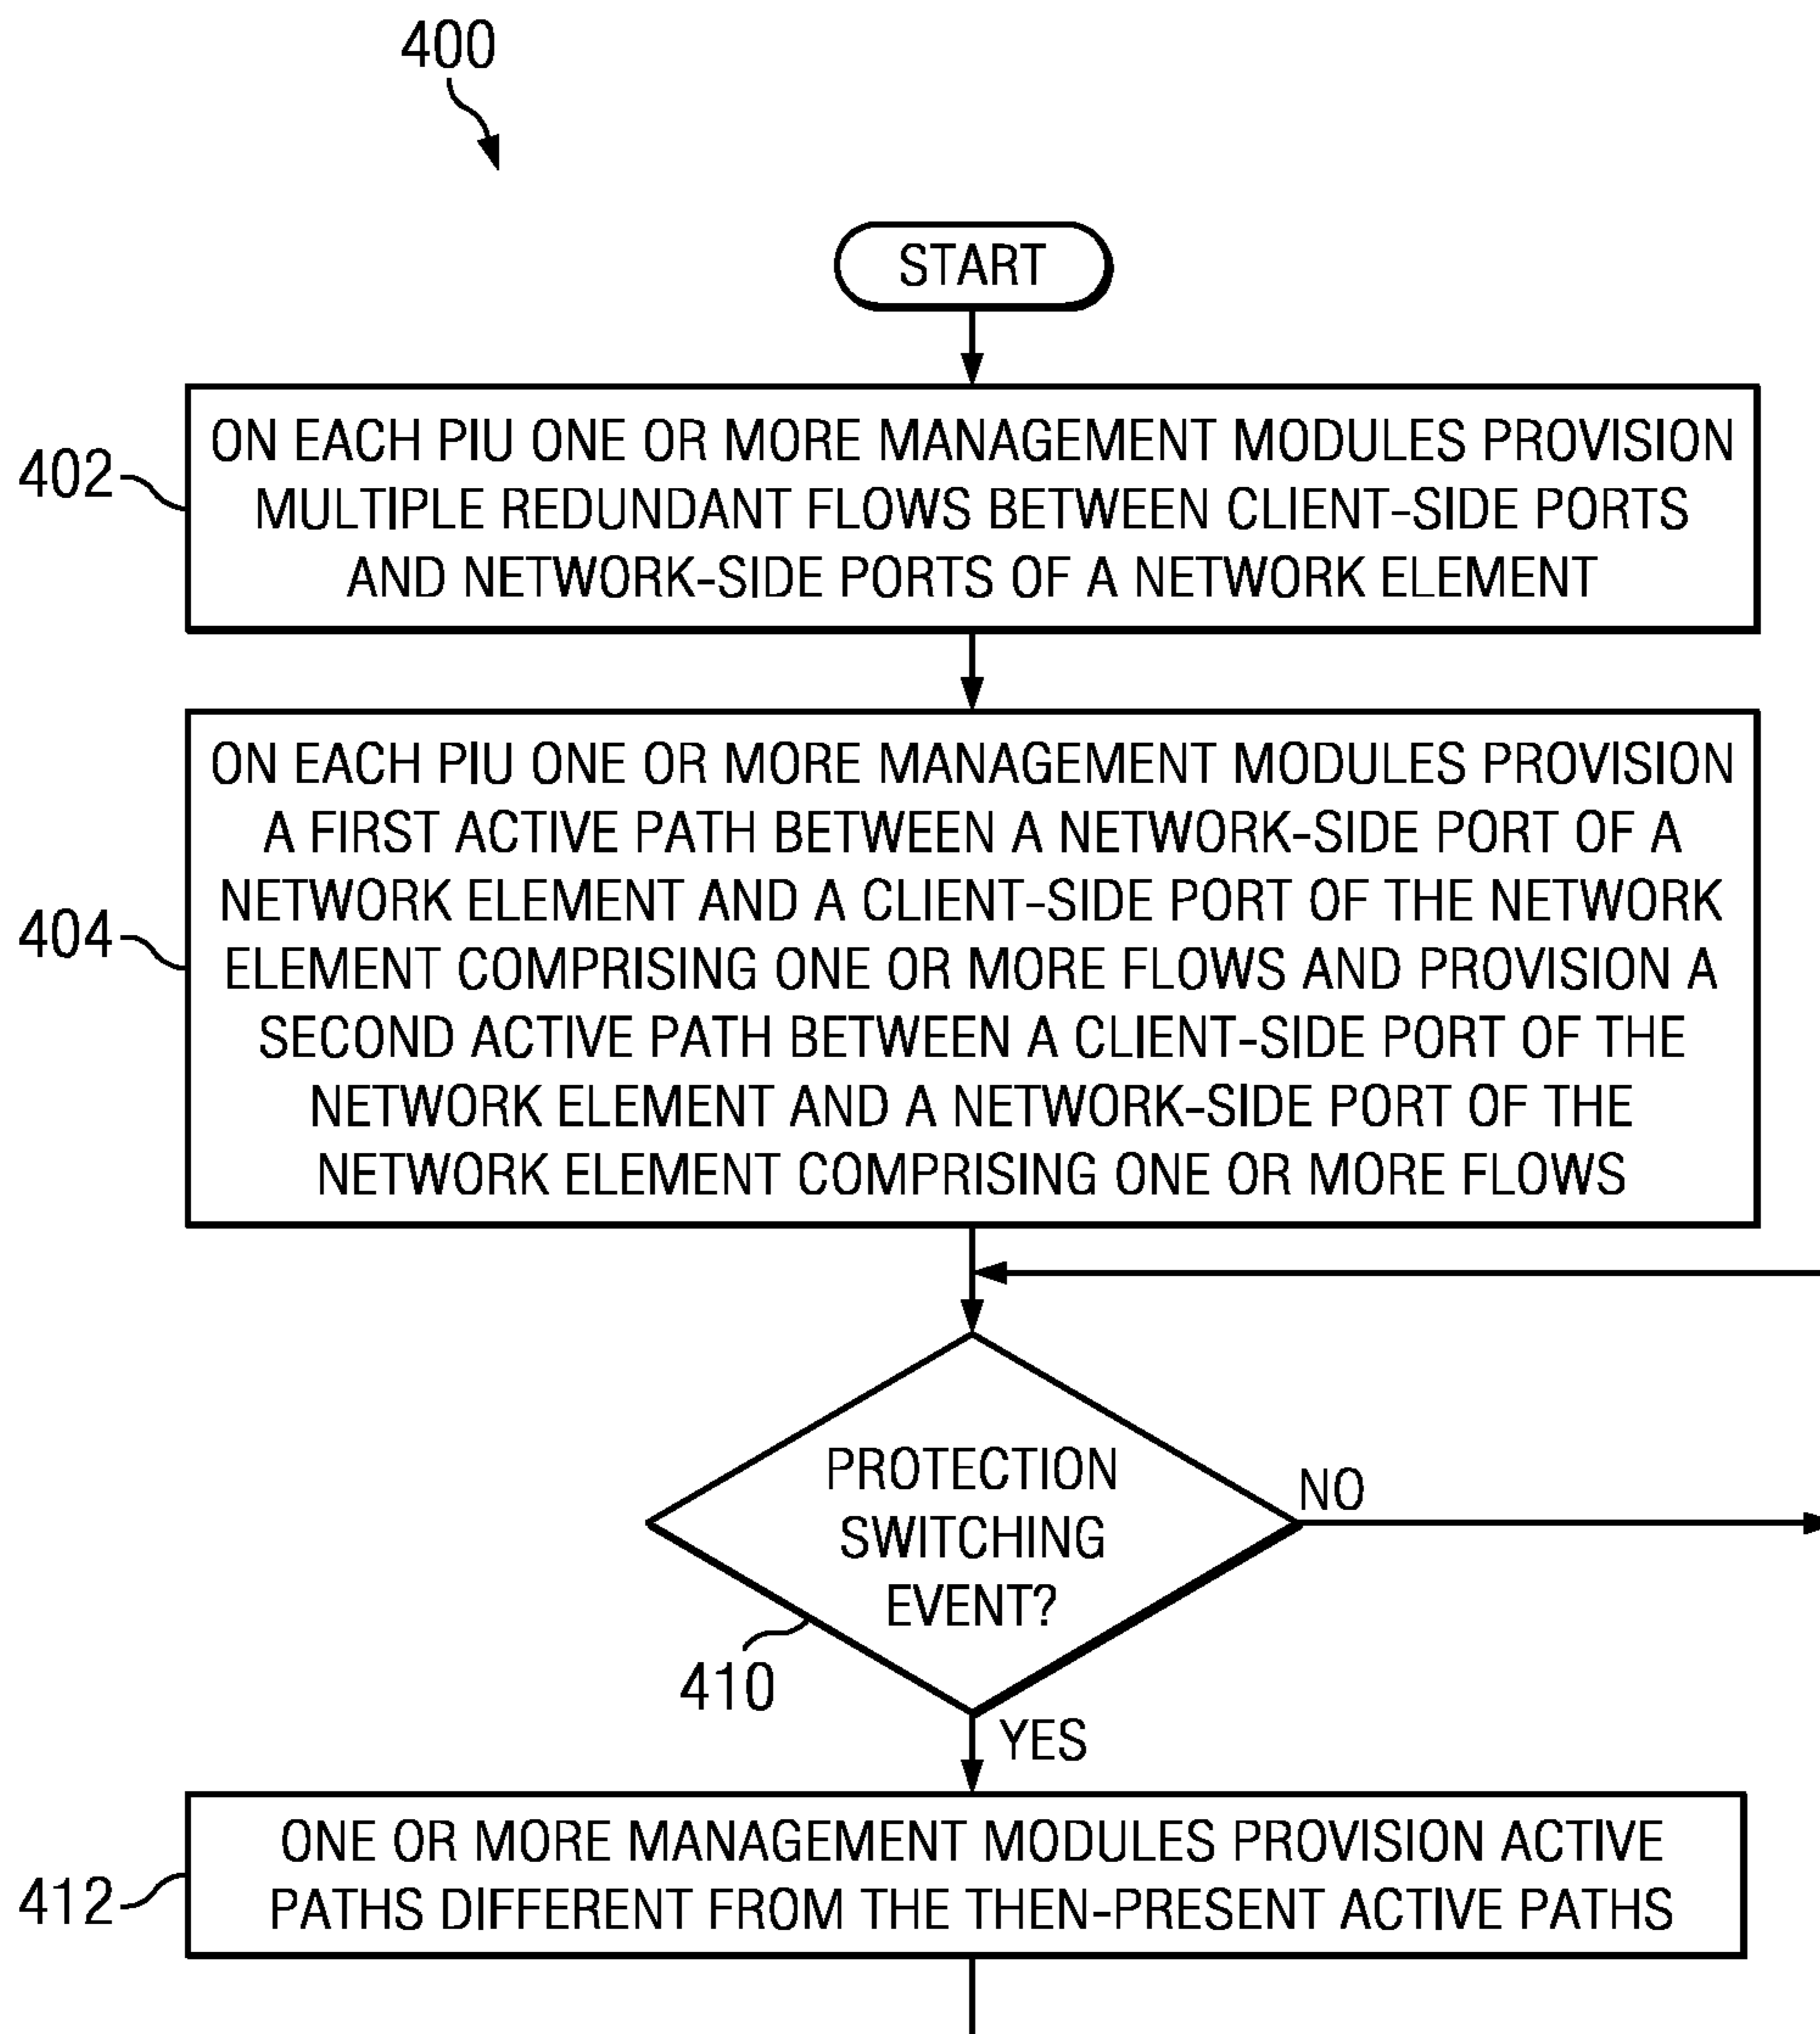 400
START
402
ON EACH PIU ONE OR MORE MANAGEMENT MODULES PROVISION
MULTIPLE REDUNDANT FLOWS BETWEEN CLIENT-SIDE PORTS
AND NETWORK-SIDE PORTS OF A NETWORK ELEMENT
404
ON EACH PIU ONE OR MORE MANAGEMENT MODULES PROVISION
A FIRST ACTIVE PATH BETWEEN A NETWORK-SIDE PORT OF A
NETWORK ELEMENT AND A CLIENT-SIDE PORT OF THE NETWORK
ELEMENT COMPRISING ONE OR MORE FLOWS AND PROVISION A
SECOND ACTIVE PATH BETWEEN A CLIENT-SIDE PORT OF THE
NETWORK ELEMENT AND A NETWORK-SIDE PORT OF THE
NETWORK ELEMENT COMPRISING ONE OR MORE FLOWS
PROTECTION
SWITCHING
EVENT?
NO
410
YES
412
ONE OR MORE MANAGEMENT MODULES PROVISION ACTIVE
PATHS DIFFERENT FROM THE THEN-PRESENT ACTIVE PATHS